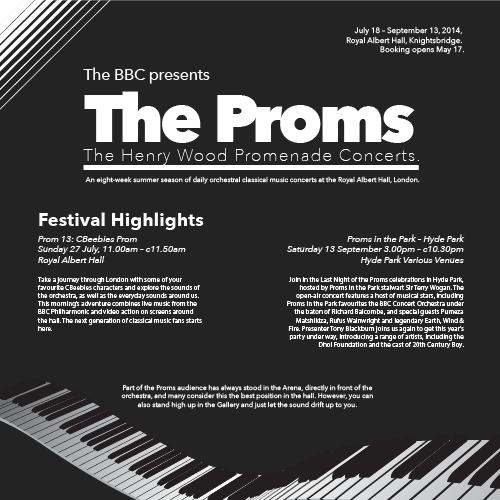 July 18 – September 13, 2014,
Royal Albert Hall, Knightsbridge.
Booking opens May 17.
The BBC presents
The Proms
The Henry Wood Promenade Concerts.
An eight-week summer season of daily orchestral classical music concerts at the Royal Albert Hall, London.
Festival Highlights
Prom 13: CBeebies Prom
Sunday 27 July, 11.00am – c11.50am
Royal Albert Hall
Take a journey through London with some of your
favourite CBeebies characters and explore the sounds of
the orchestra, as well as the everyday sounds around us.
This morning's adventure combines live music from the
BBC Philharmonic and video action on screens around
the hall. The next generation of classical music fans starts
here.
Proms in the Park – Hyde Park
Saturday 13 September 3.00pm – c10.30pm
Hyde Park Various Venues
Join in the Last Night of the Proms celebrations in Hyde Park,
hosted by Proms in the Park stalwart Sir Terry Wogan. The
open-air concert features a host of musical stars, including
Proms in the Park favourites the BBC Concert Orchestra under
the baton of Richard Balcombe, and special guests Pumeza
Matshikiza, Rufus Wainwright and legendary Earth, Wind &
Fire. Presenter Tony Blackburn joins us again to get this year's
party under way, introducing a range of artists, including the
Dhol Foundation and the cast of 20th Century Boy.
Part of the Proms audience has always stood in the Arena, directly in front of the
orchestra, and many consider this the best position in the hall. However, you can
also stand high up in the Gallery and just let the sound drift up to you.